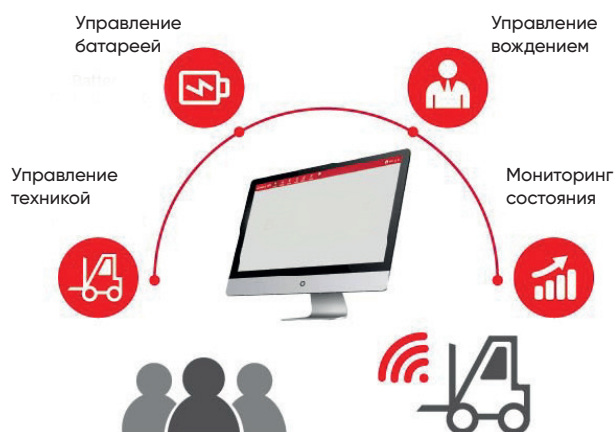 Управление
батареей
Управление
вождением
Управление
техникой
Мониторинг
состояния